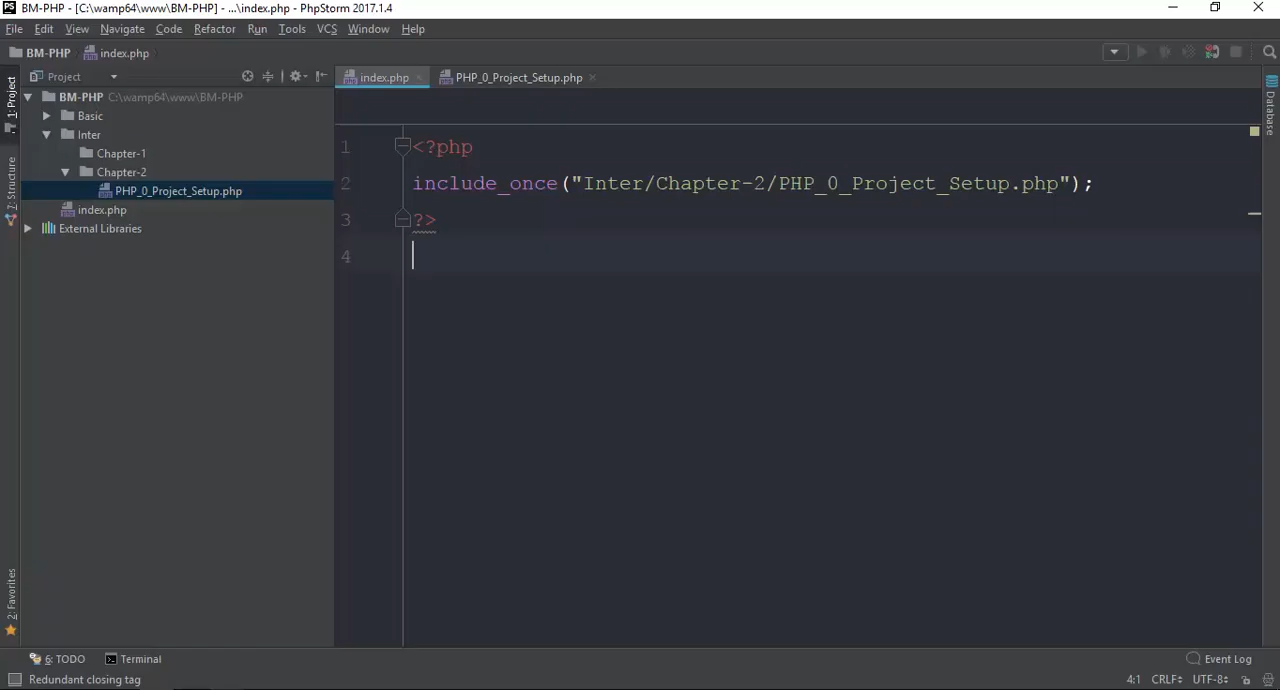 BM-PHP - [C:\wamp64\www\BM-PHP] - ...\index.php - PhpStorm 2017.1.4
File Edit View Navigate Code Refactor Run Tools VCS Window Help
BM-PHP index.php
Project
index.php PHP_0_Project_Setup.php
1: Project
7: Structure
2: Favorites
BM-PHP C:\wamp64\www\BM-PHP
Basic
Inter
Chapter-1
Chapter-2
PHP_0_Project_Setup.php
index.php
External Libraries
1 <?php
2 include_once("Inter/Chapter-2/PHP_0_Project_Setup.php");
3 ?>
4
Database
6: TODO Terminal Event Log
Redundant closing tag 4:1 CRLF UTF-8